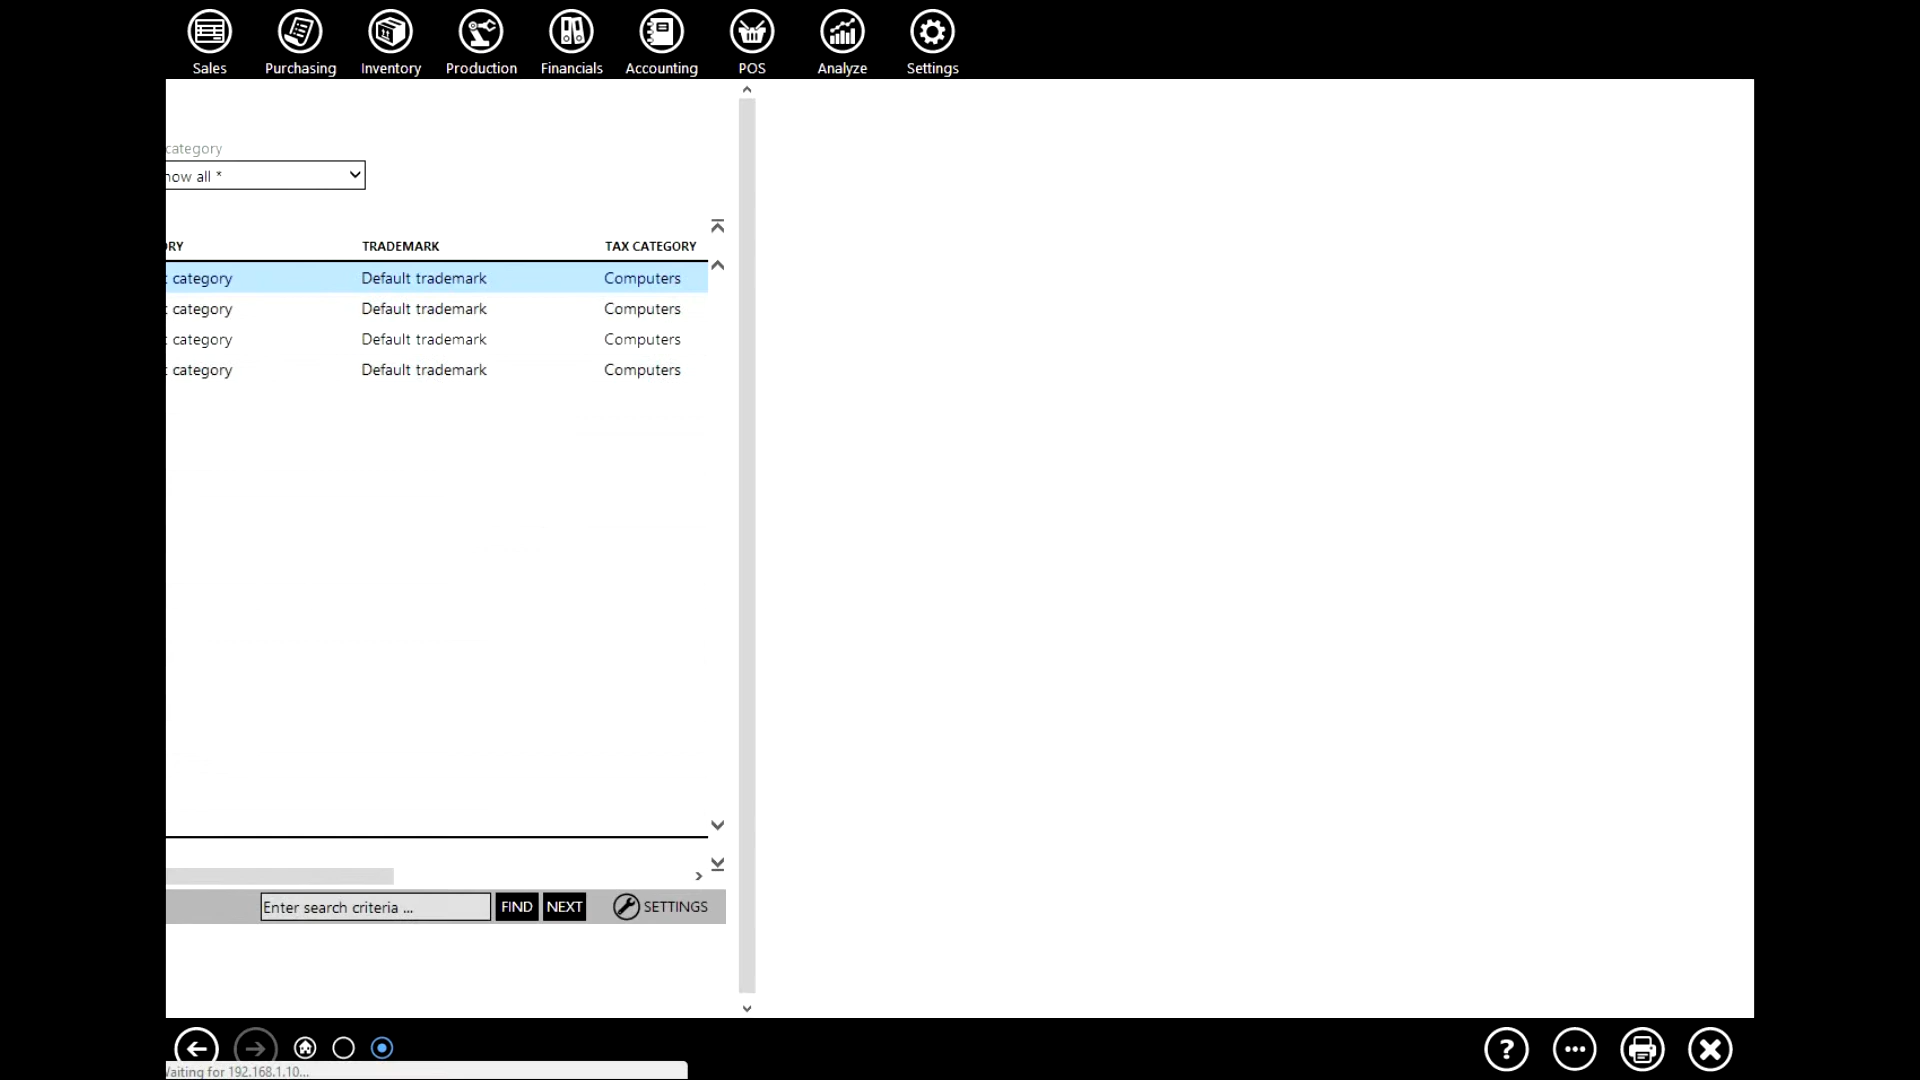 Sales Purchasing Inventory Production Financials Accounting POS Analyze Settings
category
how all *
ORY TRADEMARK TAX CATEGORY
t category Default trademark Computers
t category Default trademark Computers
t category Default trademark Computers
t category Default trademark Computers
Enter search criteria ... FIND NEXT SETTINGS
Waiting for 192.168.1.10...